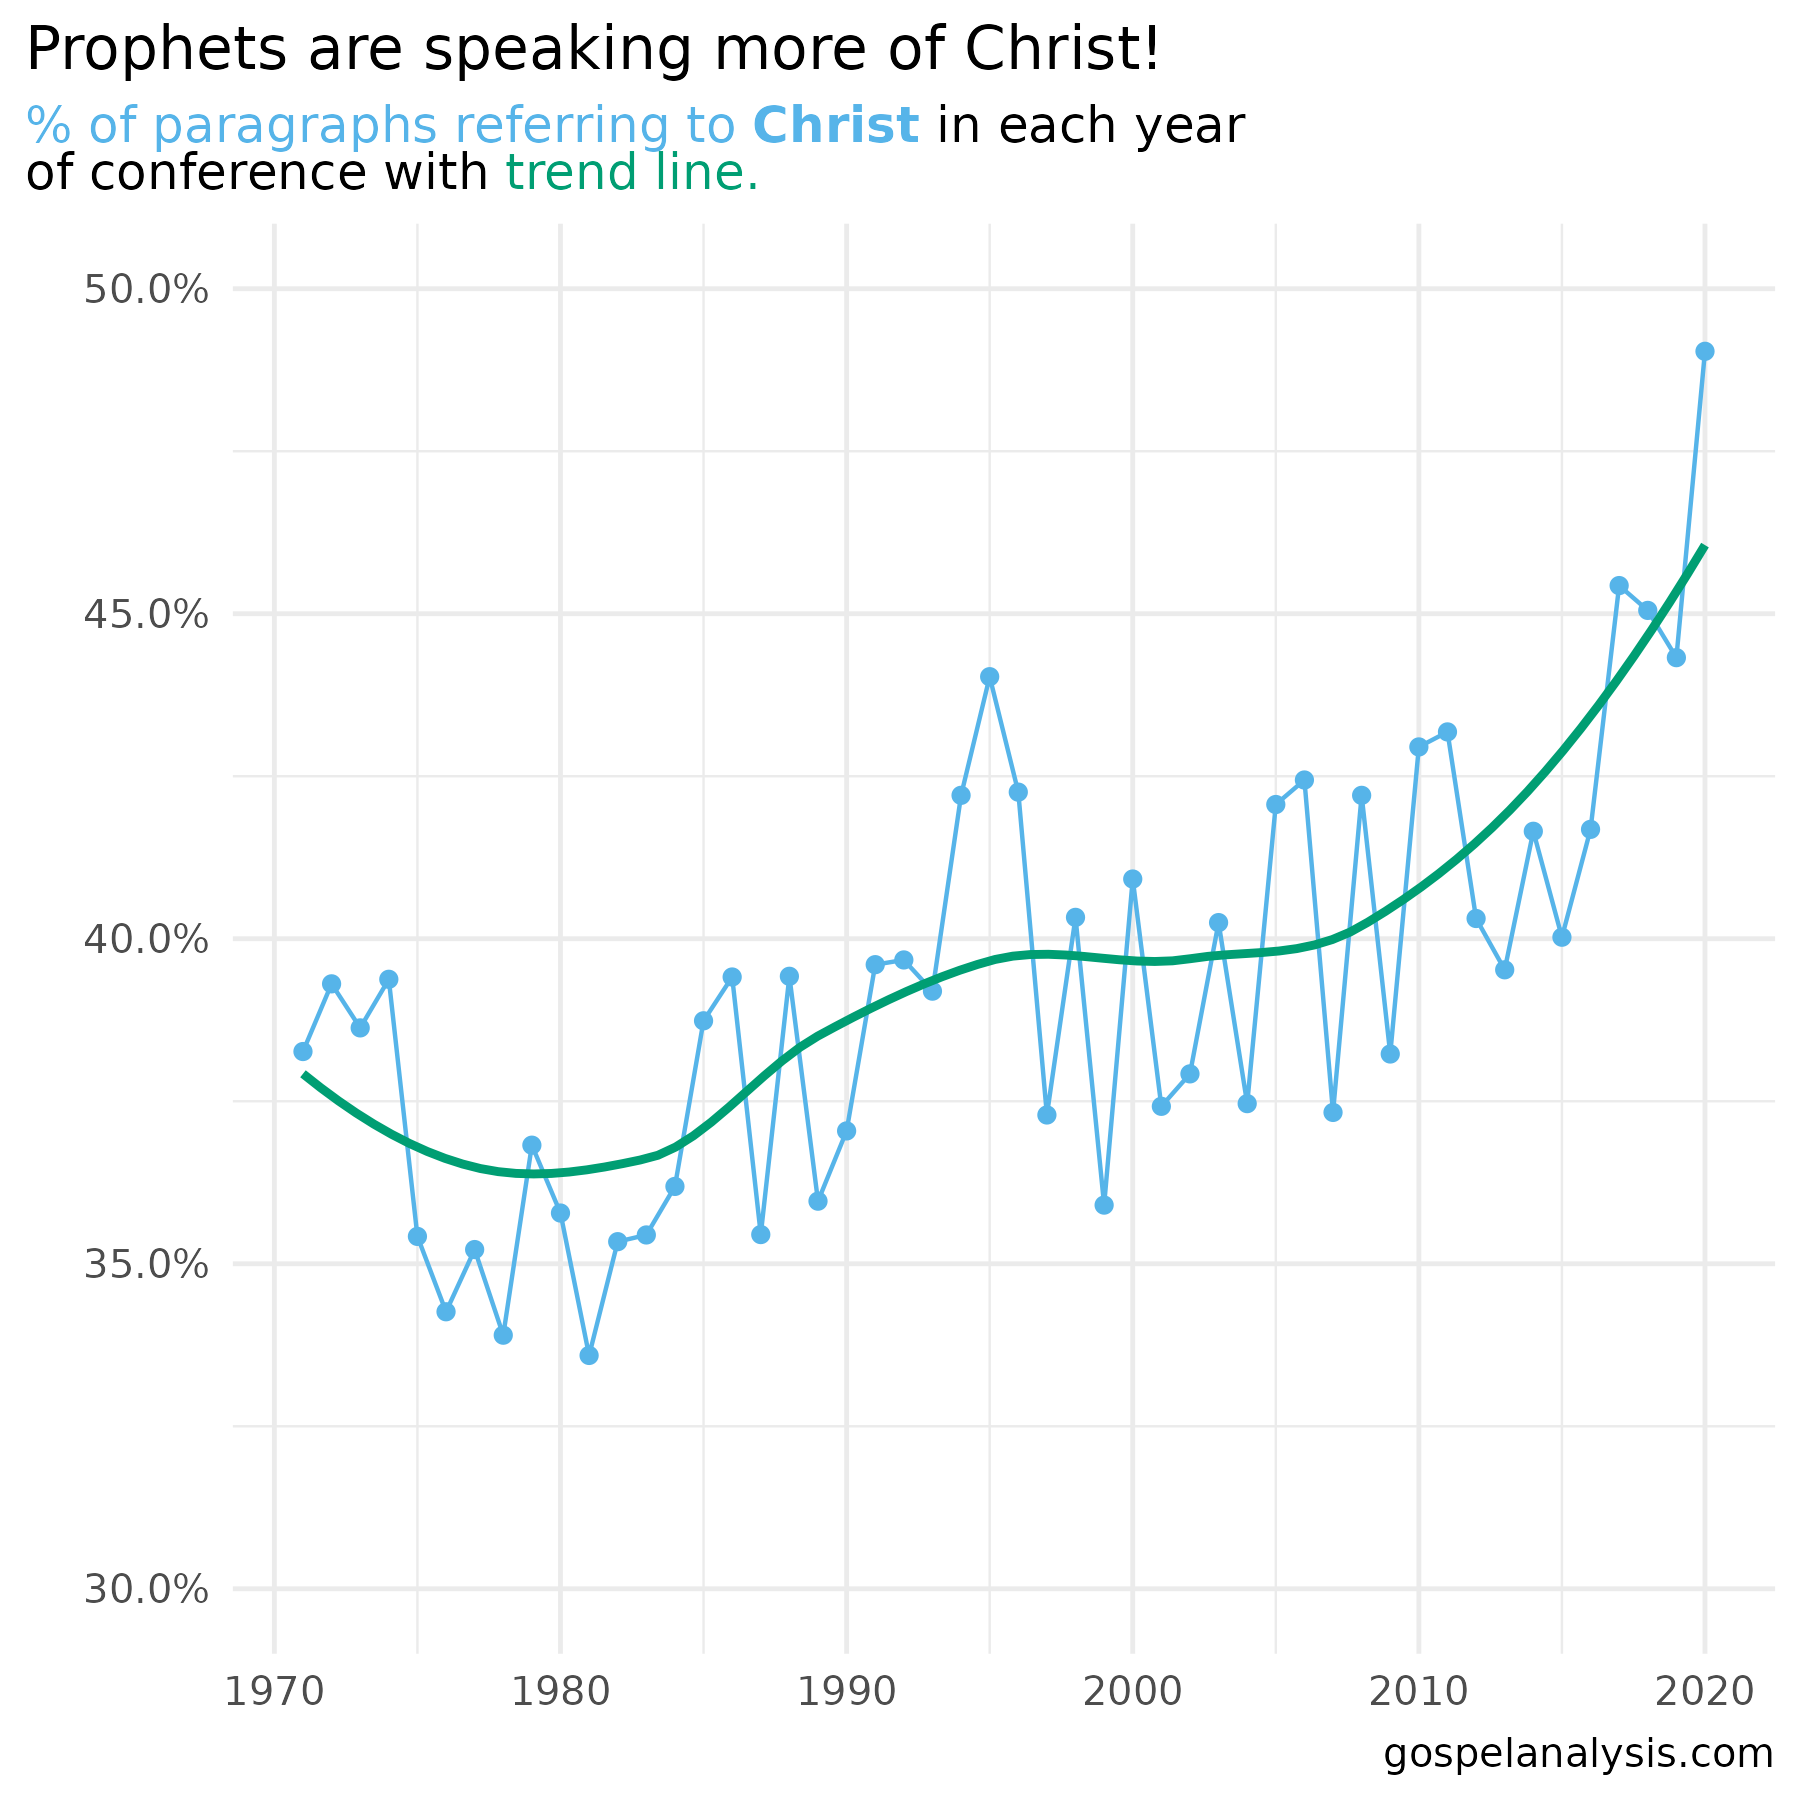 Prophets are speaking more of Christ!
% of paragraphs referring to Christ in each year
of conference with trend line.
50.0%
45.0%
40.0%
35.0%
30.0%
1970 1980 1990 2000 2010 2020
gospelanalysis.com